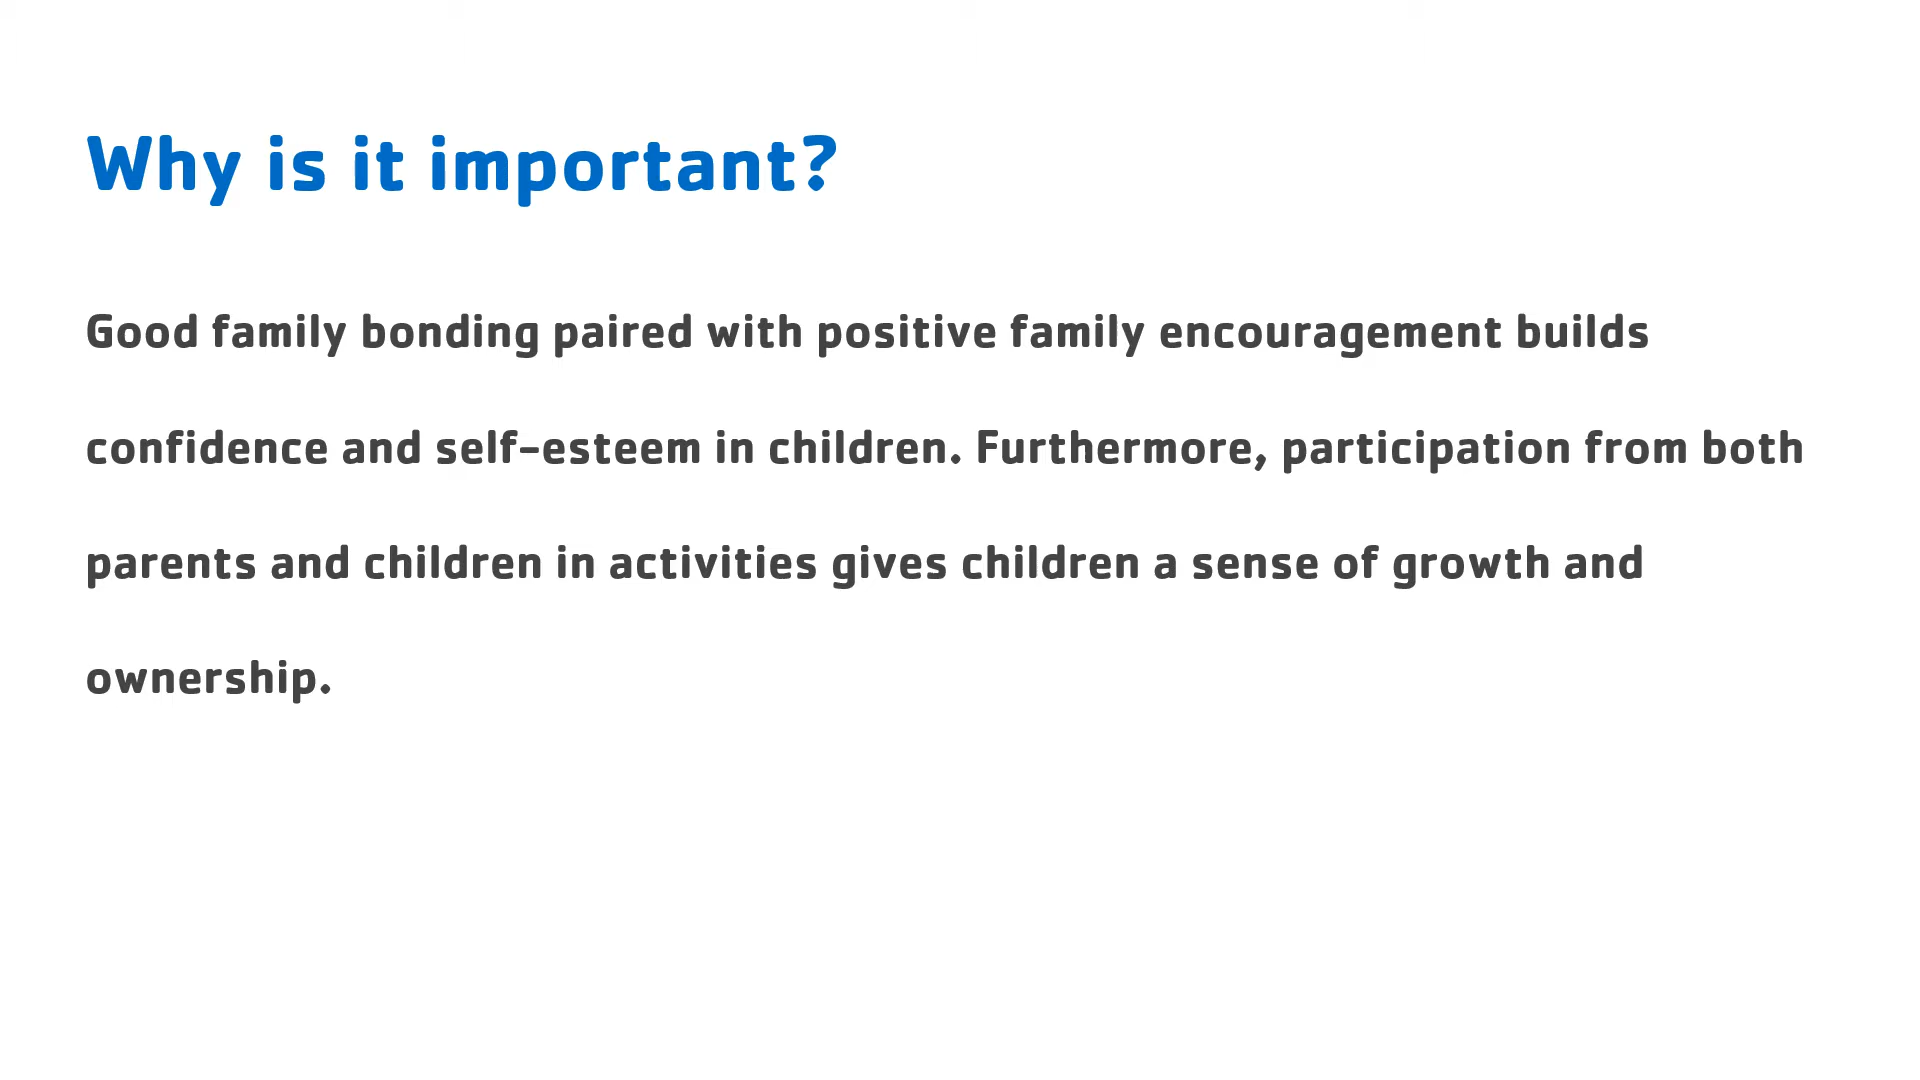 Why is it important?
Good family bonding paired with positive family encouragement builds
confidence and self-esteem in children. Furthermore, participation from both
parents and children in activities gives children a sense of growth and
ownership.